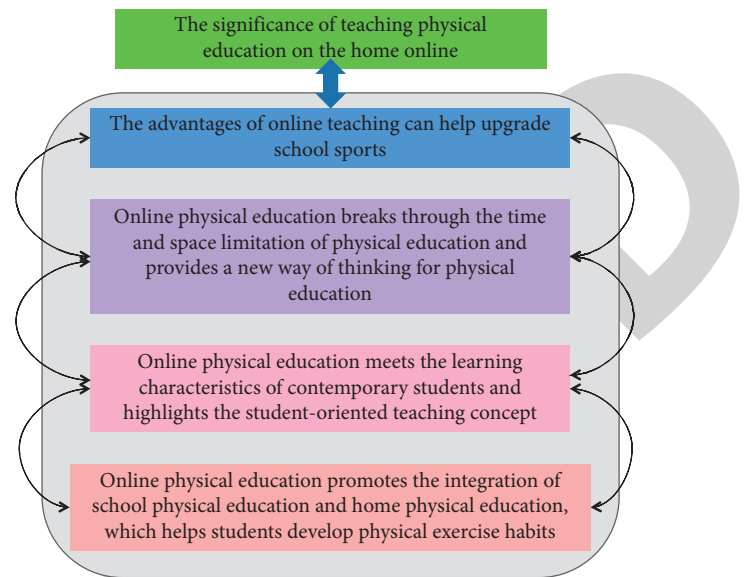 The significance of teaching physical
education on the home online
The advantages of online teaching can help upgrade
school sports
Online physical education breaks through the time
and space limitation of physical education and
provides a new way of thinking for physical
education
Online physical education meets the learning
characteristics of contemporary students and
highlights the student-oriented teaching concept
Online physical education promotes the integration of
school physical education and home physical education,
which helps students develop physical exercise habits